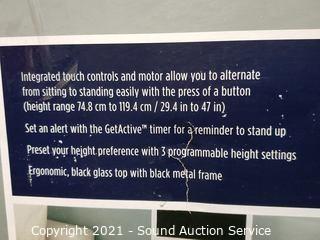 Integrated touch controls and motor allow you to alternate
from sitting to standing easily with the press of a button
(height range 74.8 cm to 119.4 cm / 29.4 in to 47 in)
Set an alert with the GetActive™ timer for a reminder to stand up
Preset your height preference with 3 programmable height settings
Ergonomic, black glass top with black metal frame
Copyright 2021 - Sound Auction Service